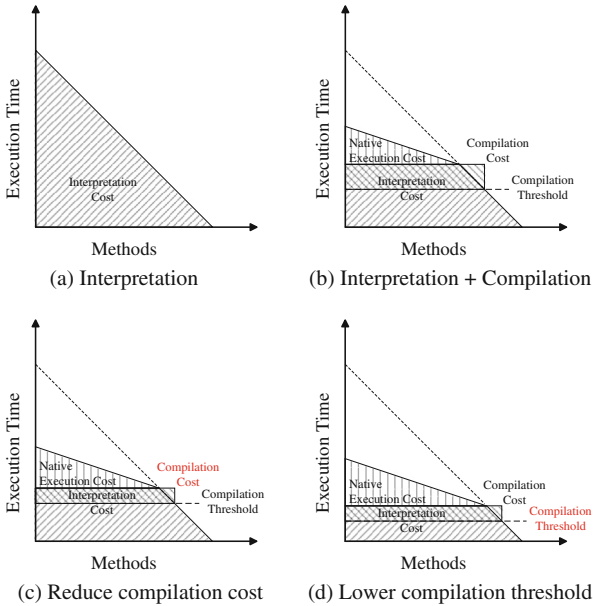 Execution Time
Interpretation
Cost
Methods
(a) Interpretation
Execution Time
Native
Execution Cost
Compilation
Cost
Interpretation
Cost
Compilation
Threshold
Methods
(b) Interpretation + Compilation
Execution Time
Native
Execution Cost
Compilation
Cost
Interpretation
Cost
Compilation
Threshold
Methods
(c) Reduce compilation cost
Execution Time
Native
Execution Cost
Compilation
Cost
Interpretation
Cost
Compilation
Threshold
Methods
(d) Lower compilation threshold